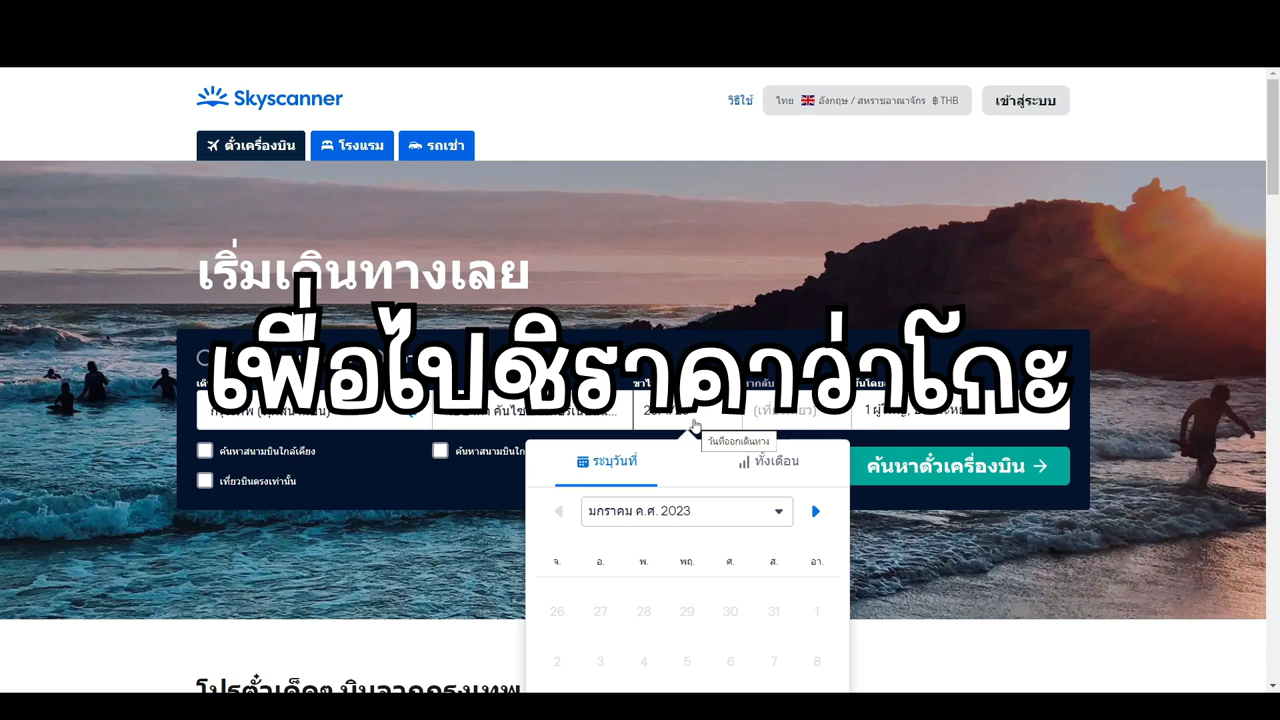 Skyscanner
วิธีใช้
ไทย อังกฤษ / สหราชอาณาจักร ฿ THB
เข้าสู่ระบบ
ตั๋วเครื่องบิน
โรงแรม
รถเช่า
เริ่มเดินทางเลย
เพื่อไปชิราคาว่าโกะ
ค้นหาสนามบินใกล้เคียง
เที่ยวบินตรงเท่านั้น
วันที่ออกเดินทาง
ค้นหาตั๋วเครื่องบิน
ระบุวันที่
ทั้งเดือน
มกราคม ค.ศ. 2023
จ. อ. พ. พฤ. ศ. ส. อา.
26 27 28 29 30 31 1
2 3 4 5 6 7 8